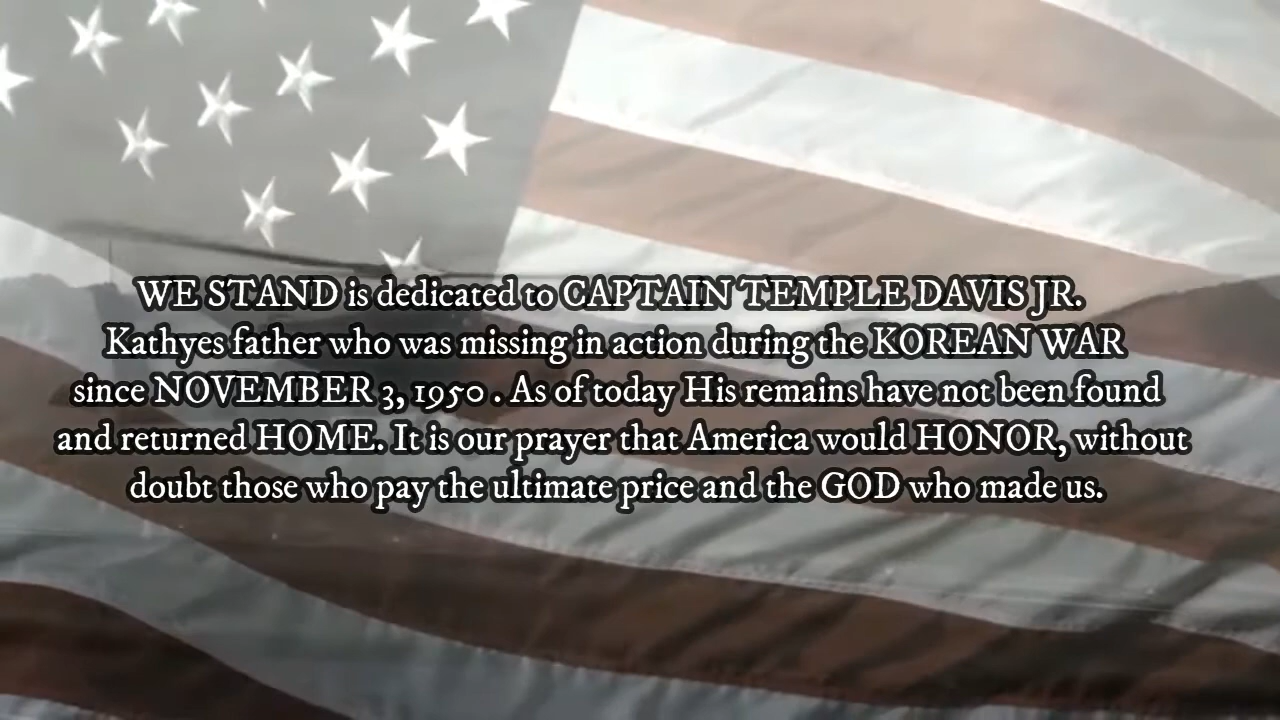 WE STAND is dedicated to CAPTAIN TEMPLE DAVIS JR.
Kathyes father who was missing in action during the KOREAN WAR
since NOVEMBER 3, 1950 . As of today His remains have not been found
and returned HOME. It is our prayer that America would HONOR, without
doubt those who pay the ultimate price and the GOD who made us.